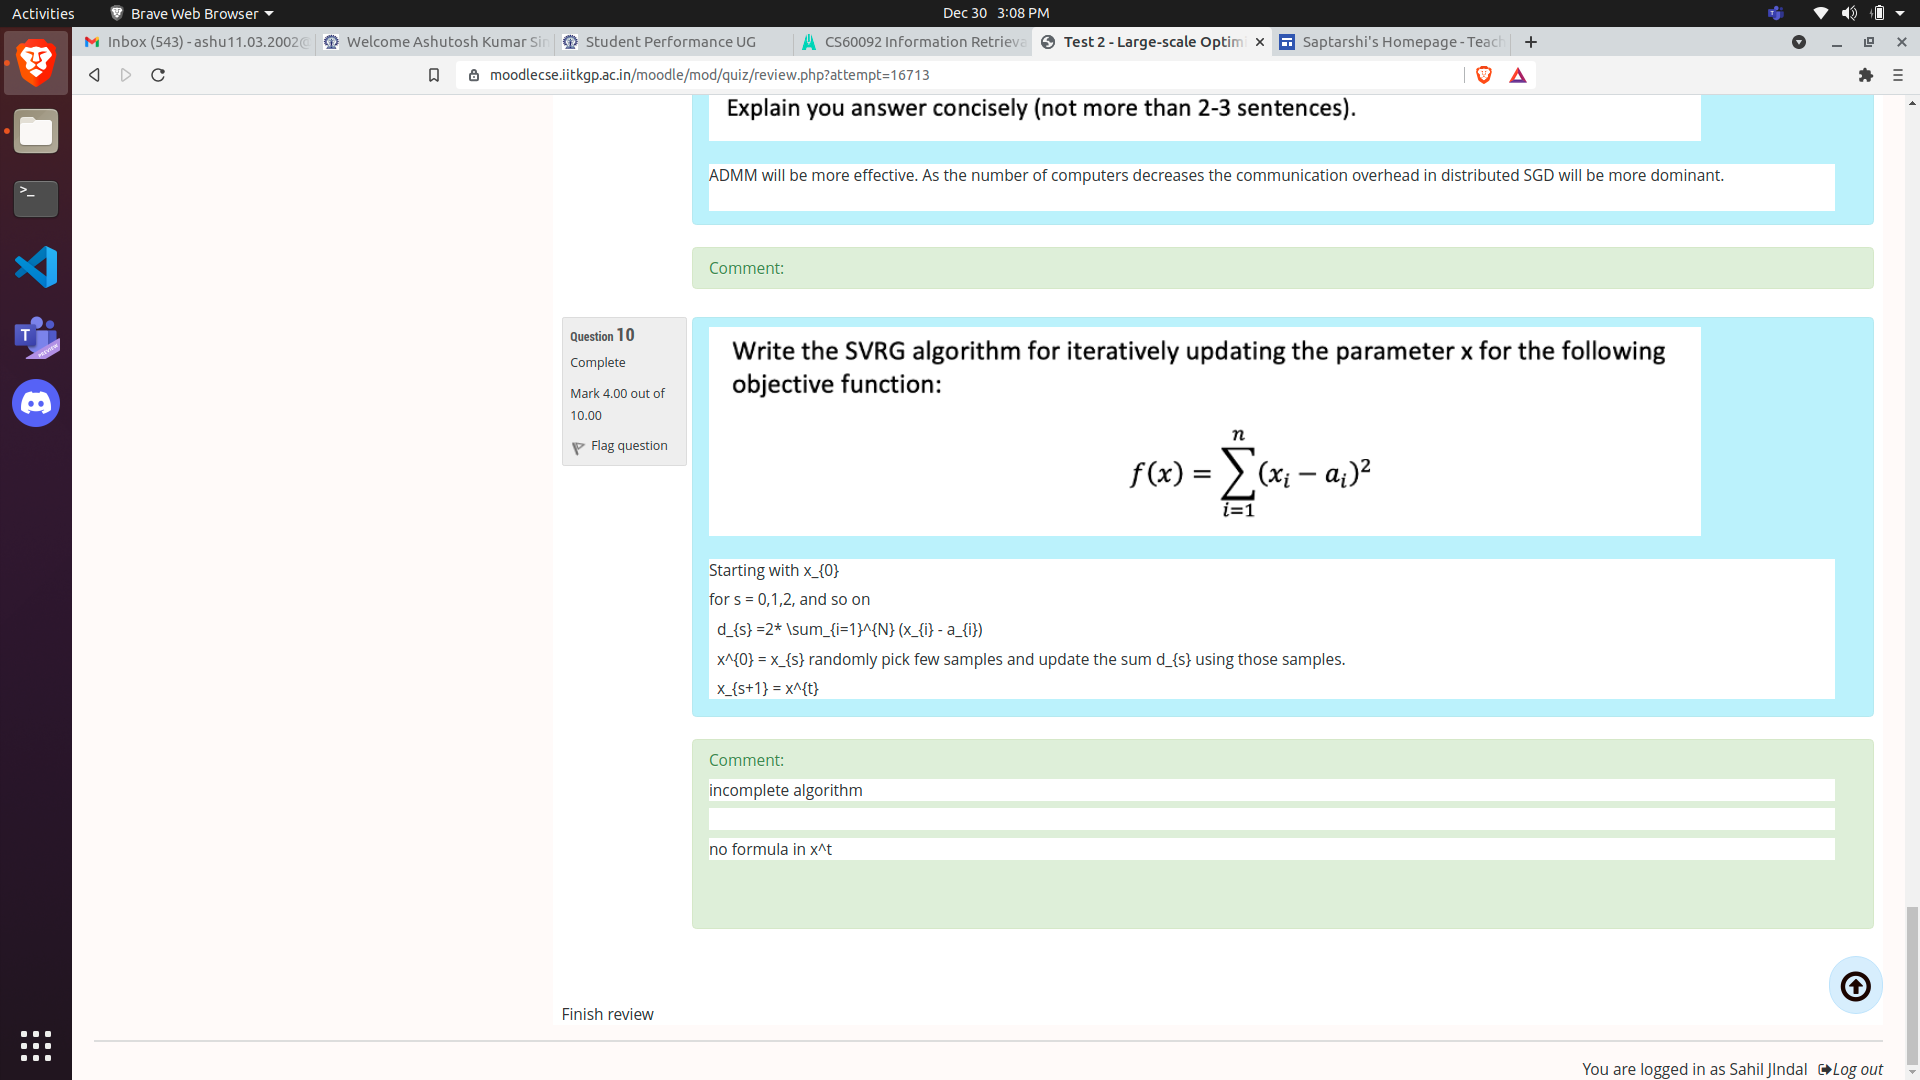 Activities
Brave Web Browser
Dec 30 3:08 PM
Inbox (543) - ashu11.03.2002@
Welcome Ashutosh Kumar Sin
Student Performance UG
CS60092 Information Retrieva
Test 2 - Large-scale Optim
Saptarshi's Homepage - Teach
moodlecse.iitkgp.ac.in/moodle/mod/quiz/review.php?attempt=16713
Explain you answer concisely (not more than 2-3 sentences).
ADMM will be more effective. As the number of computers decreases the communication overhead in distributed SGD will be more dominant.
Comment:
Question 10
Complete
Mark 4.00 out of
10.00
Flag question
Write the SVRG algorithm for iteratively updating the parameter x for the following
objective function:
f(x) = \sum_{i=1}^{n} (x_i − a_i)^2
Starting with x_{0}
for s = 0,1,2, and so on
d_{s} =2* \sum_{i=1}^{N} (x_{i} - a_{i})
x^{0} = x_{s} randomly pick few samples and update the sum d_{s} using those samples.
x_{s+1} = x^{t}
Comment:
incomplete algorithm
no formula in x^t
Finish review
You are logged in as Sahil JIndal Log out